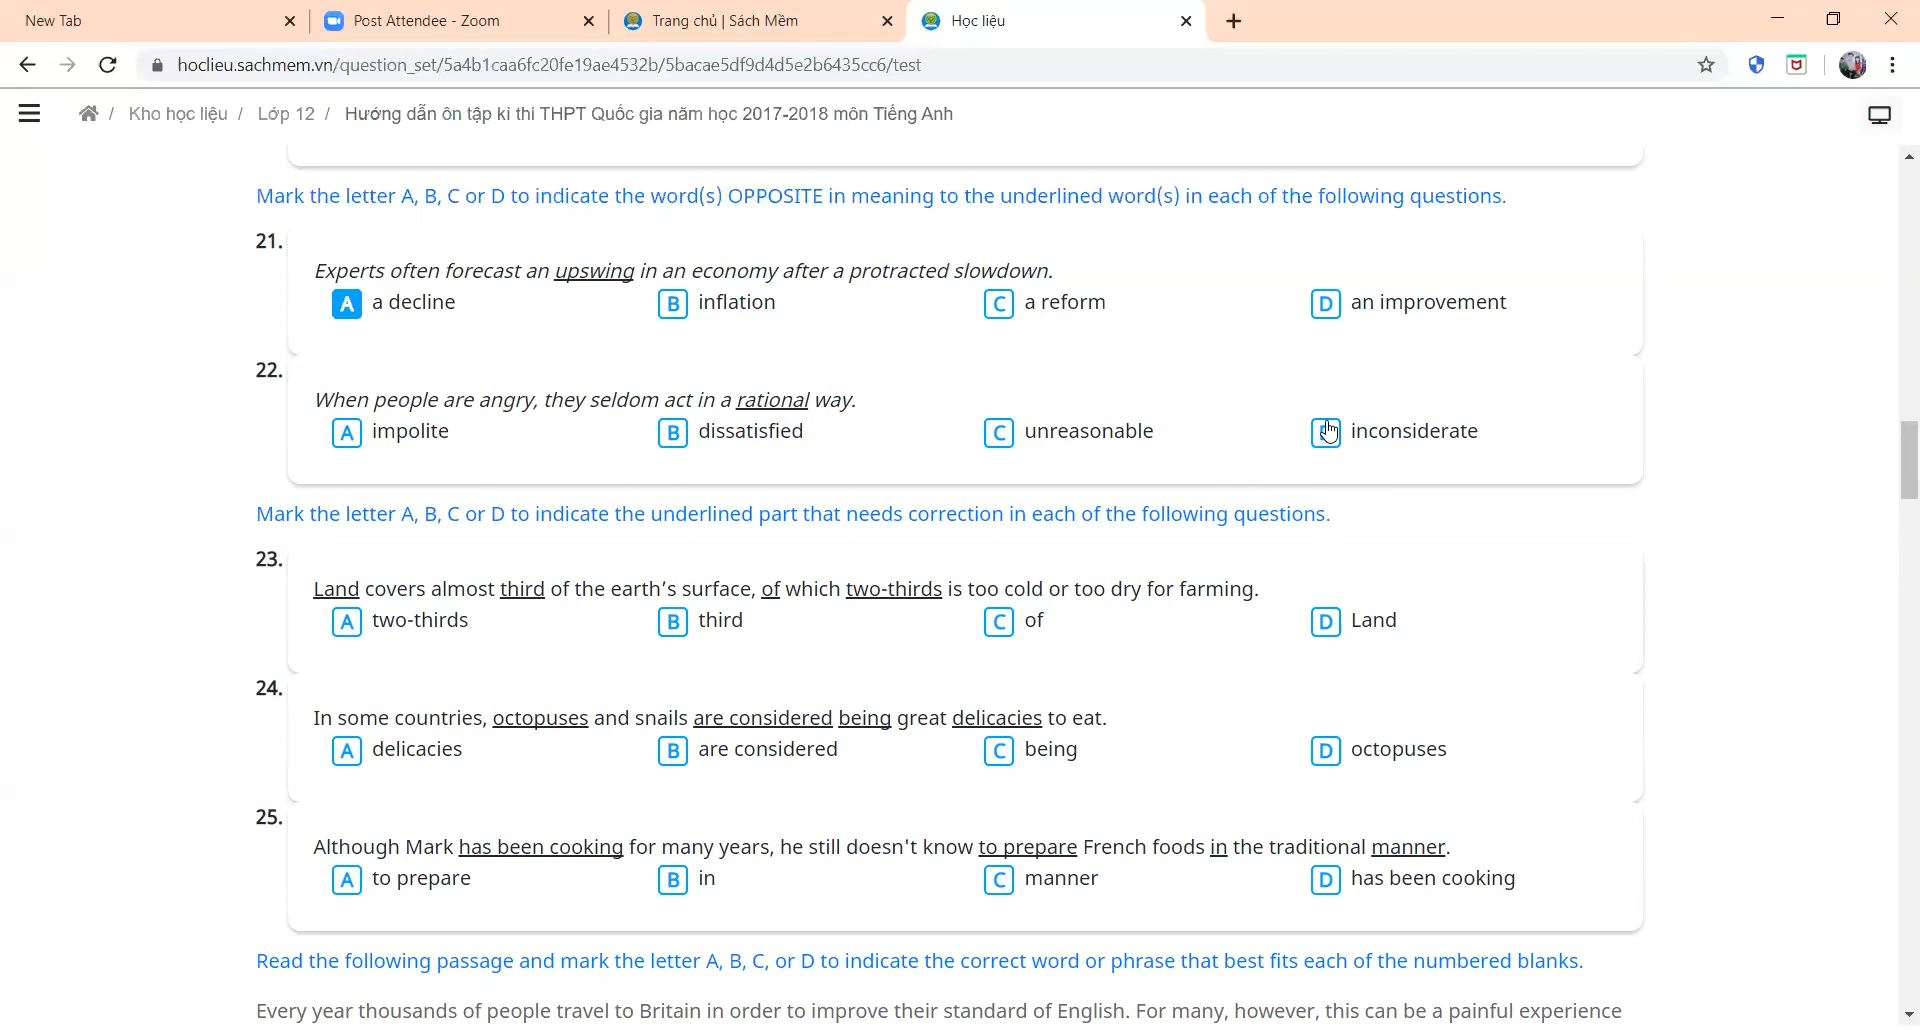 New Tab
Post Attendee - Zoom
Trang chủ | Sách Mềm
Học liệu
hoclieu.sachmem.vn/question_set/5a4b1caa6fc20fe19ae4532b/5bacae5df9d4d5e2b6435cc6/test
/ Kho học liệu / Lớp 12 / Hướng dẫn ôn tập kì thi THPT Quốc gia năm học 2017-2018 môn Tiếng Anh
Mark the letter A, B, C or D to indicate the word(s) OPPOSITE in meaning to the underlined word(s) in each of the following questions.
21.
Experts often forecast an upswing in an economy after a protracted slowdown.
A a decline B inflation C a reform D an improvement
22.
When people are angry, they seldom act in a rational way.
A impolite B dissatisfied C unreasonable inconsiderate
Mark the letter A, B, C or D to indicate the underlined part that needs correction in each of the following questions.
23.
Land covers almost third of the earth’s surface, of which two-thirds is too cold or too dry for farming.
A two-thirds B third C of D Land
24.
In some countries, octopuses and snails are considered being great delicacies to eat.
A delicacies B are considered C being D octopuses
25.
Although Mark has been cooking for many years, he still doesn't know to prepare French foods in the traditional manner.
A to prepare B in C manner D has been cooking
Read the following passage and mark the letter A, B, C, or D to indicate the correct word or phrase that best fits each of the numbered blanks.
Every year thousands of people travel to Britain in order to improve their standard of English. For many, however, this can be a painful experience